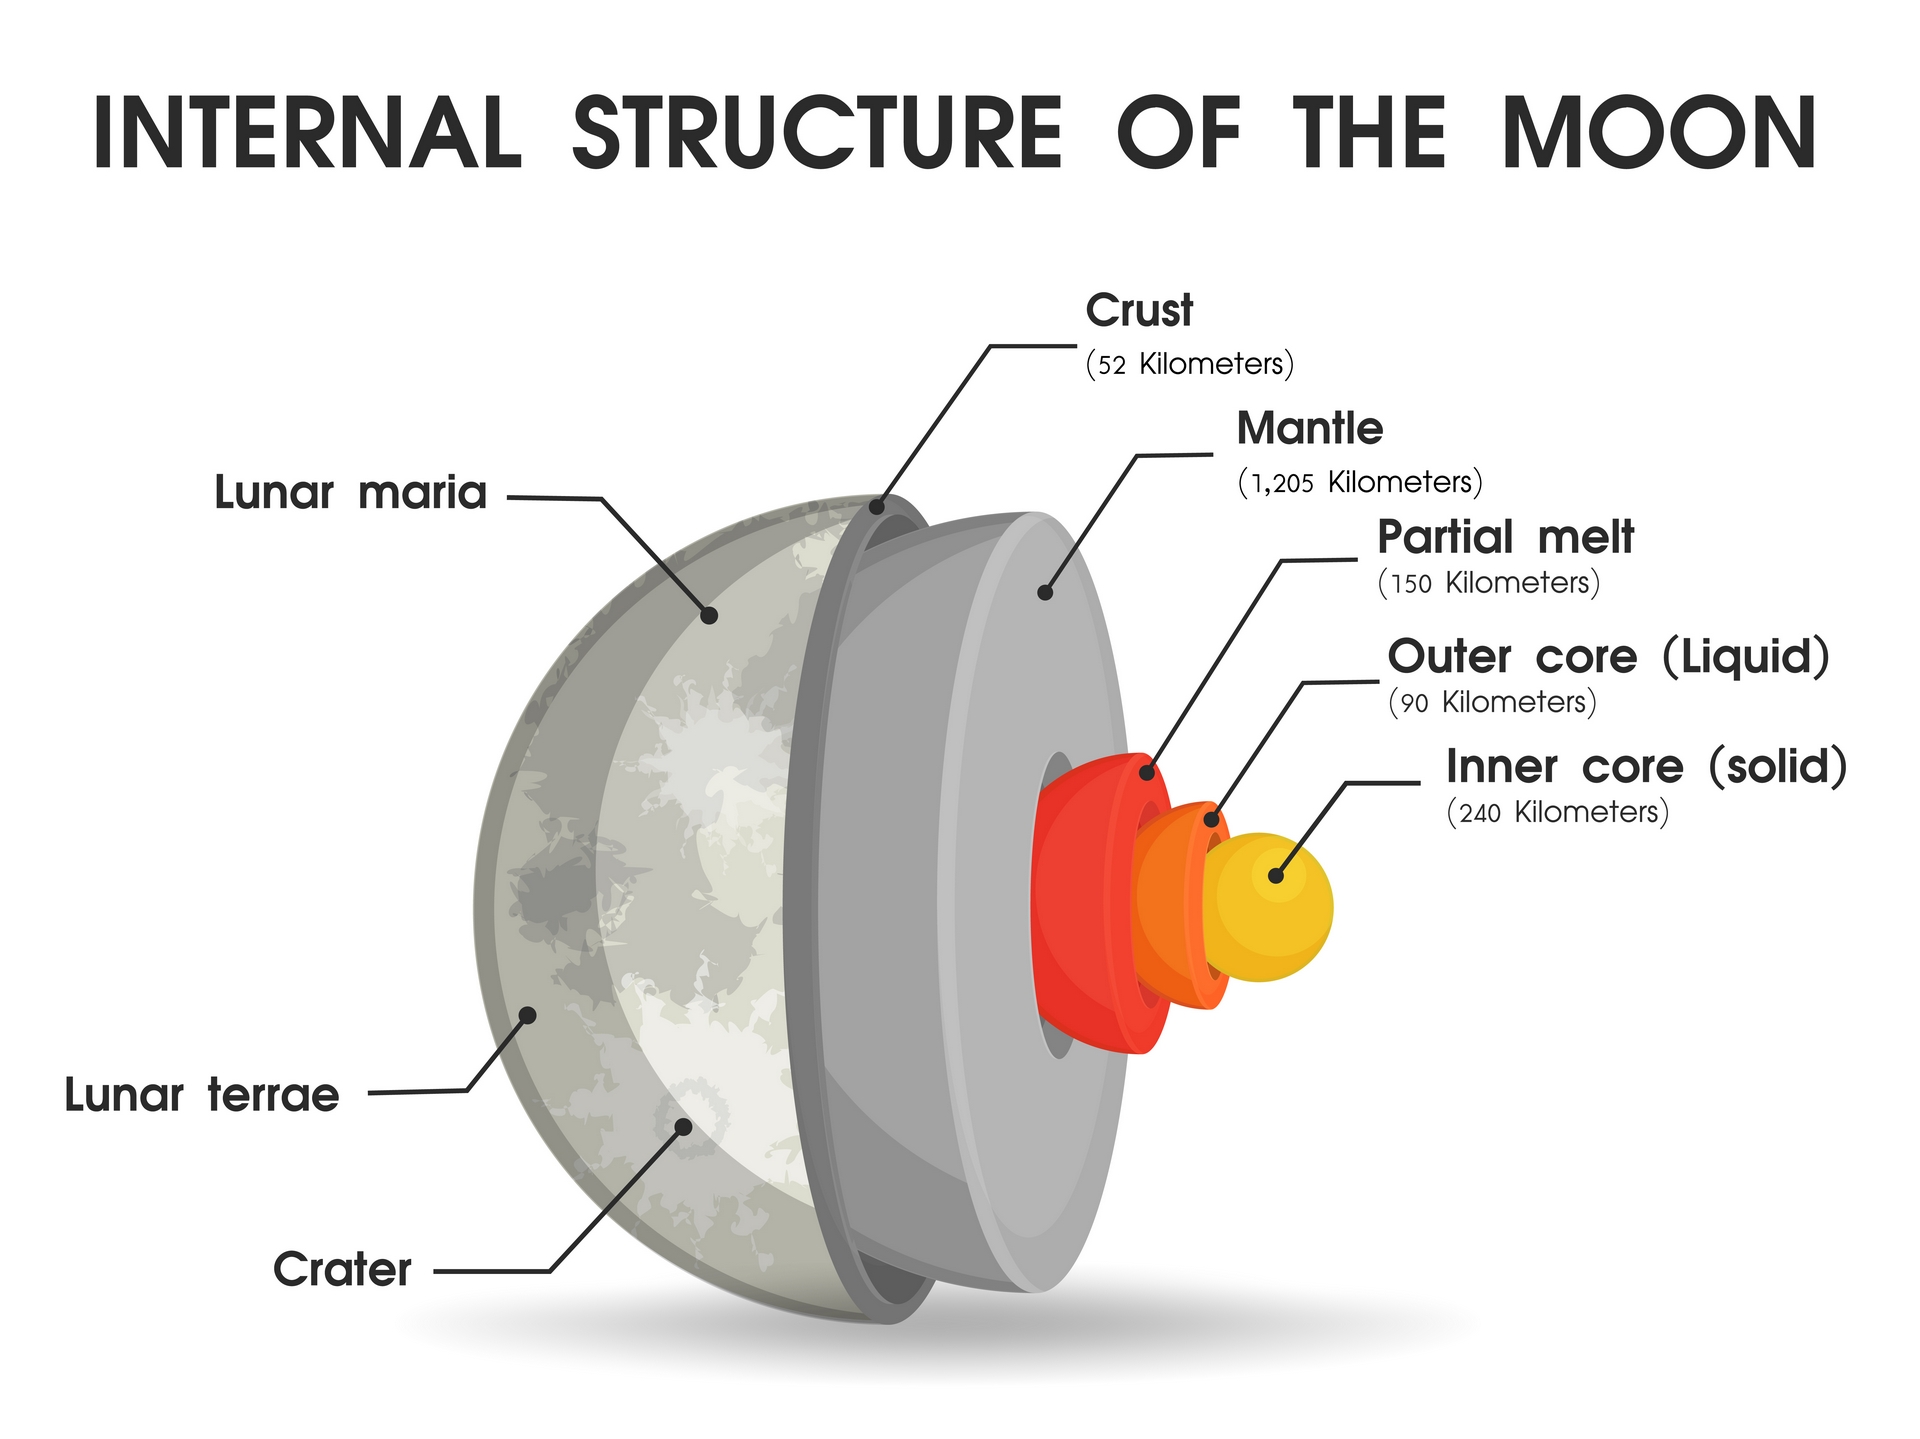 INTERNAL STRUCTURE OF THE MOON
Crust
(52 Kilometers)
Mantle
(1,205 Kilometers)
Lunar maria
Partial melt
(150 Kilometers)
Outer core (Liquid)
(90 Kilometers)
Inner core (solid)
(240 Kilometers)
Lunar terrae
Crater